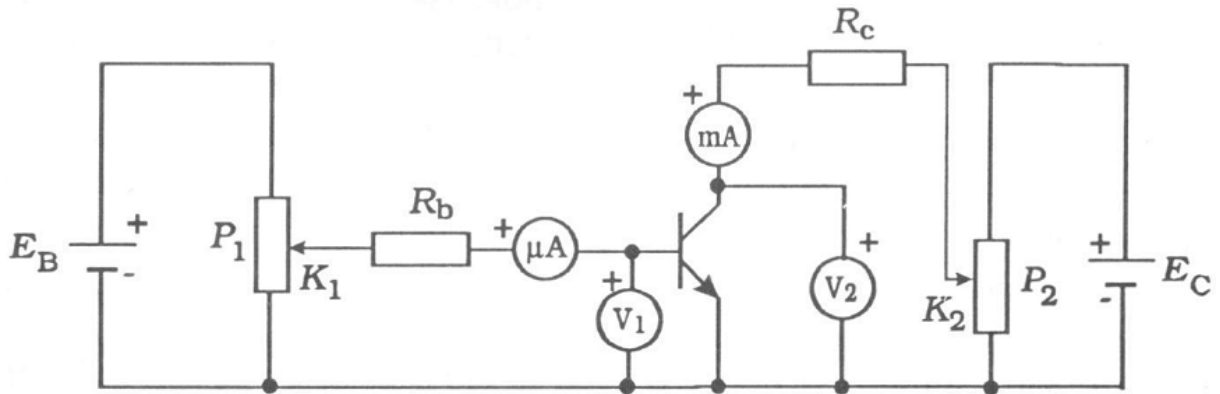 R_c
+
mA
R_b
+
P_1
+
μA
+
+
E_B
-
K_1
+
V_1
V_2
K_2
P_2
E_C
-